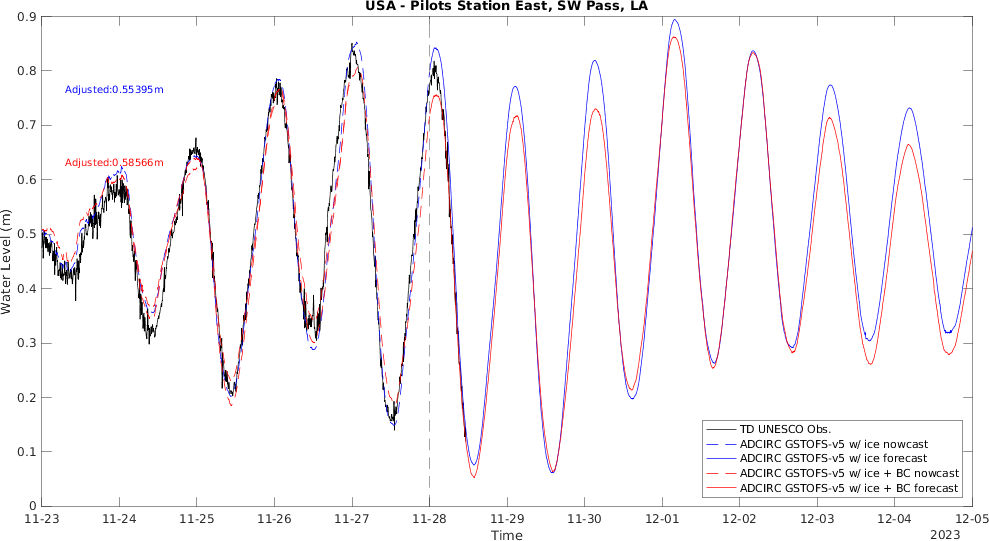 USA - Pilots Station East, SW Pass, LA
0.9
0.8
0.7
0.6
0.5
0.4
0.3
0.2
0.1
0
Water Level (m)
Adjusted:0.55395m
Adjusted:0.58566m
TD UNESCO Obs.
ADCIRC GSTOFS-v5 w/ ice nowcast
ADCIRC GSTOFS-v5 w/ ice forecast
ADCIRC GSTOFS-v5 w/ ice + BC nowcast
ADCIRC GSTOFS-v5 w/ ice + BC forecast
11-23 11-24 11-25 11-26 11-27 11-28 11-29 11-30 12-01 12-02 12-03 12-04 12-05
Time
2023